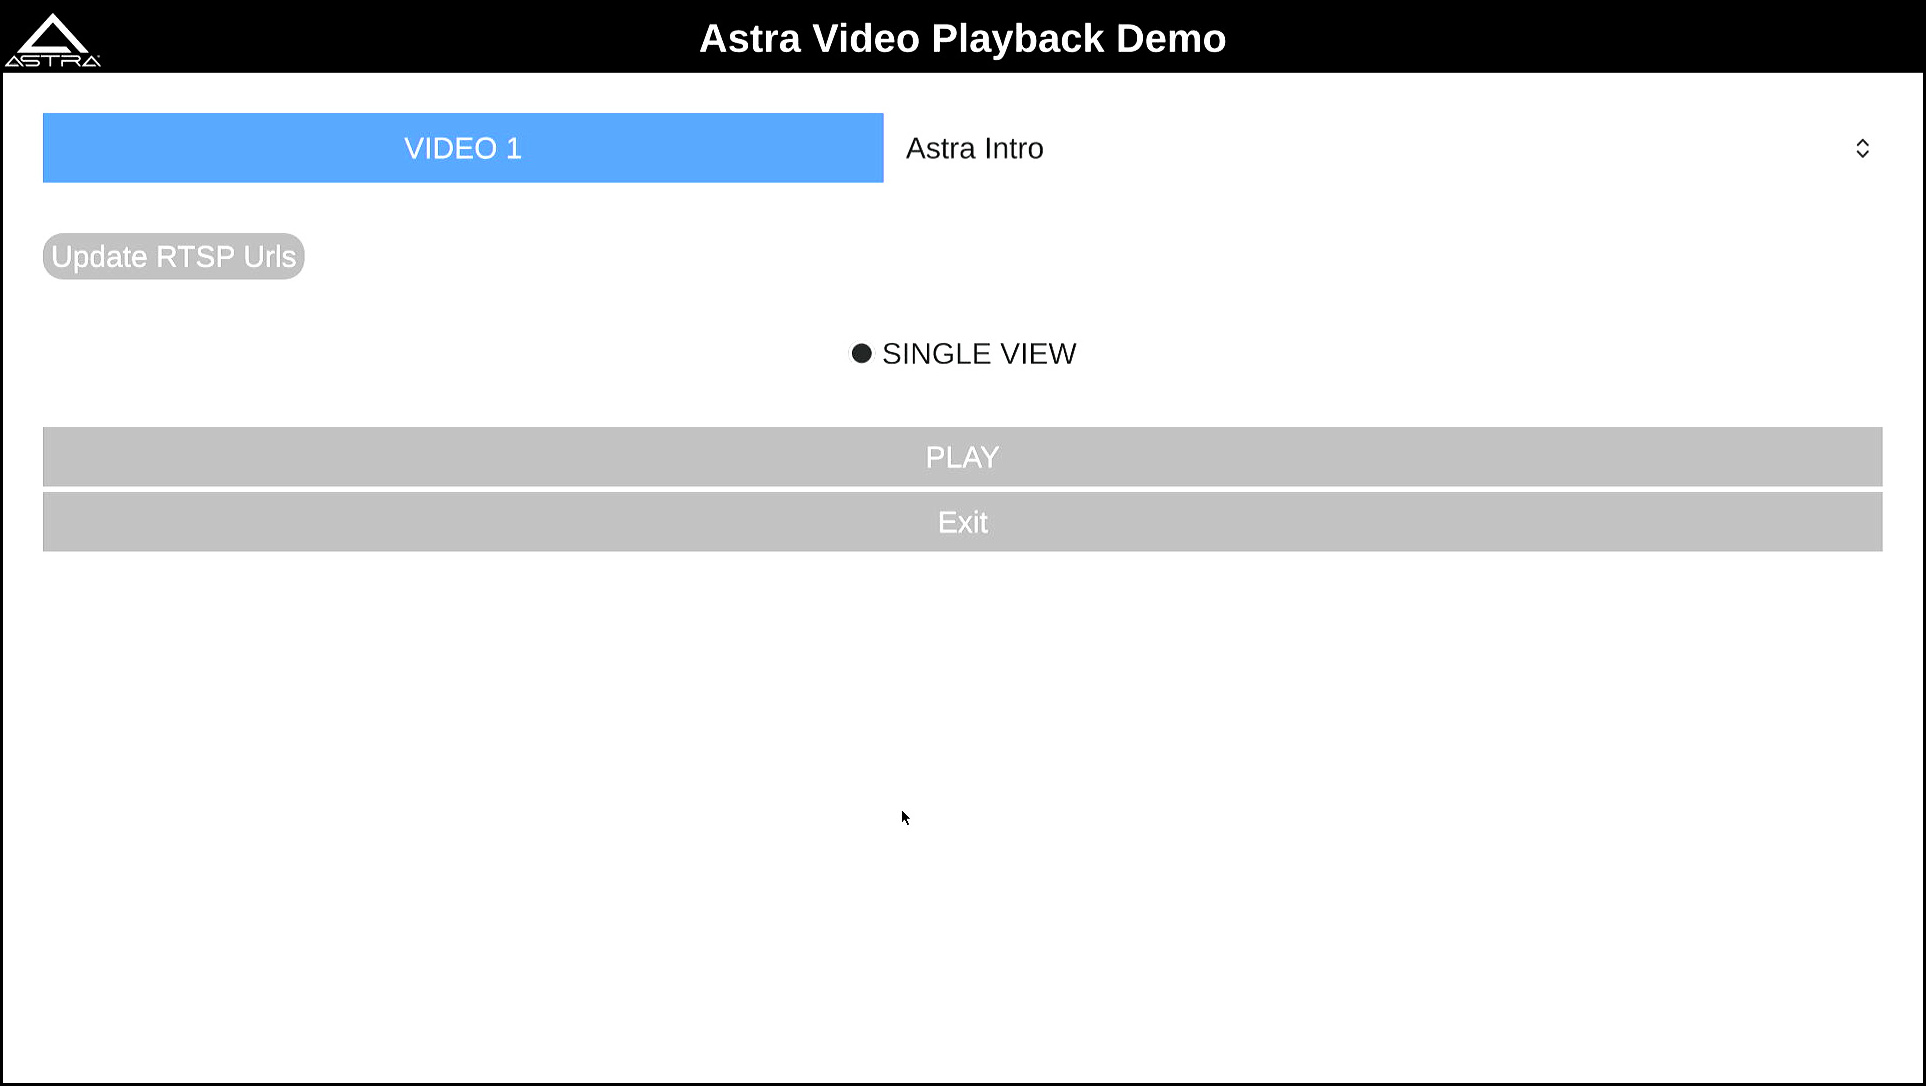 ASTRA
Astra Video Playback Demo
VIDEO 1
Astra Intro
Update RTSP Urls
SINGLE VIEW
PLAY
Exit